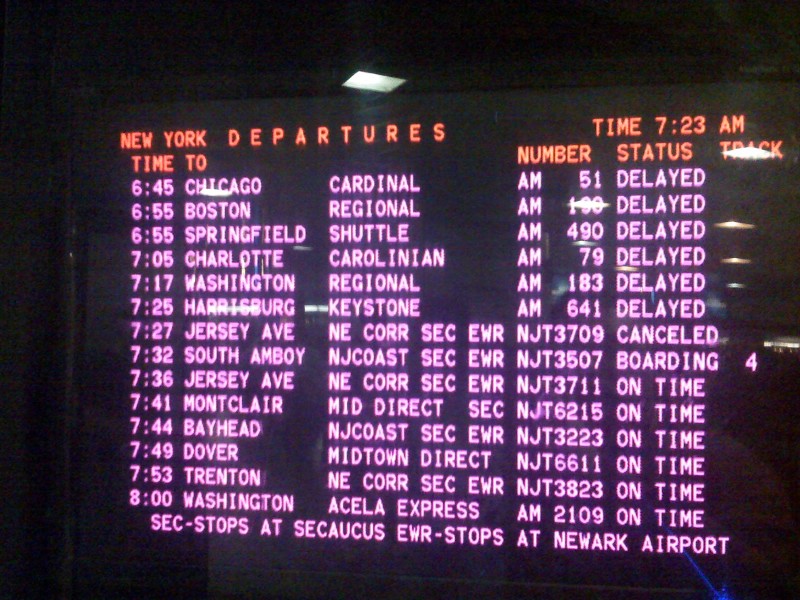 NEW YORK DEPARTURES TIME 7:23 AM
TIME TO NUMBER STATUS TRACK
6:45 CHICAGO CARDINAL AM 51 DELAYED
6:55 BOSTON REGIONAL AM 190 DELAYED
6:55 SPRINGFIELD SHUTTLE AM 490 DELAYED
7:05 CHARLOTTE CAROLINIAN AM 79 DELAYED
7:17 WASHINGTON REGIONAL AM 183 DELAYED
7:25 HARRISBURG KEYSTONE AM 641 DELAYED
7:27 JERSEY AVE NE CORR SEC EWR NJT3709 CANCELED
7:32 SOUTH AMBOY NJCOAST SEC EWR NJT3507 BOARDING 4
7:36 JERSEY AVE NE CORR SEC EWR NJT3711 ON TIME
7:41 MONTCLAIR MID DIRECT SEC NJT6215 ON TIME
7:44 BAYHEAD NJCOAST SEC EWR NJT3223 ON TIME
7:49 DOVER MIDTOWN DIRECT NJT6611 ON TIME
7:53 TRENTON NE CORR SEC EWR NJT3823 ON TIME
8:00 WASHINGTON ACELA EXPRESS AM 2109 ON TIME
SEC-STOPS AT SECAUCUS EWR-STOPS AT NEWARK AIRPORT